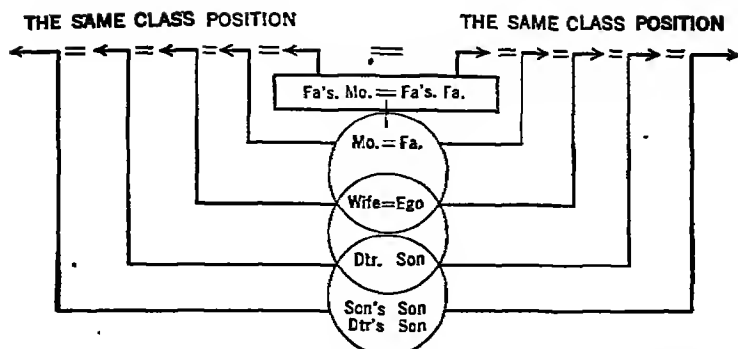 THE SAME CLASS POSITION
THE SAME CLASS POSITION
= = = = = = = = =
Fa's. Mo.=Fa's. Fa.
Mo.=Fa.
Wife=Ego
Dtr. Son
Son's Son
Dtr's Son